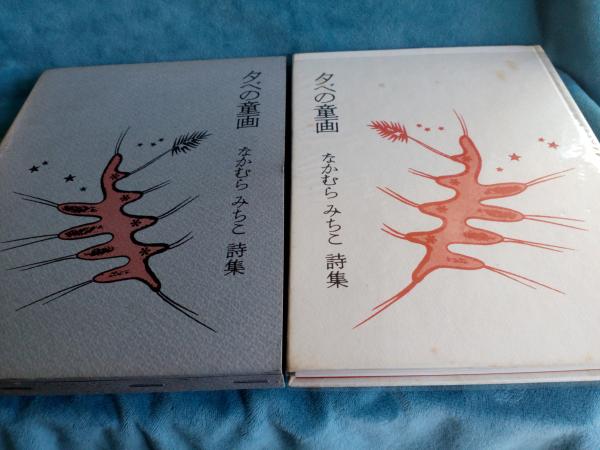 夕べの童画
なかむら みちこ 詩集
夕べの童画
なかむら みちこ 詩集